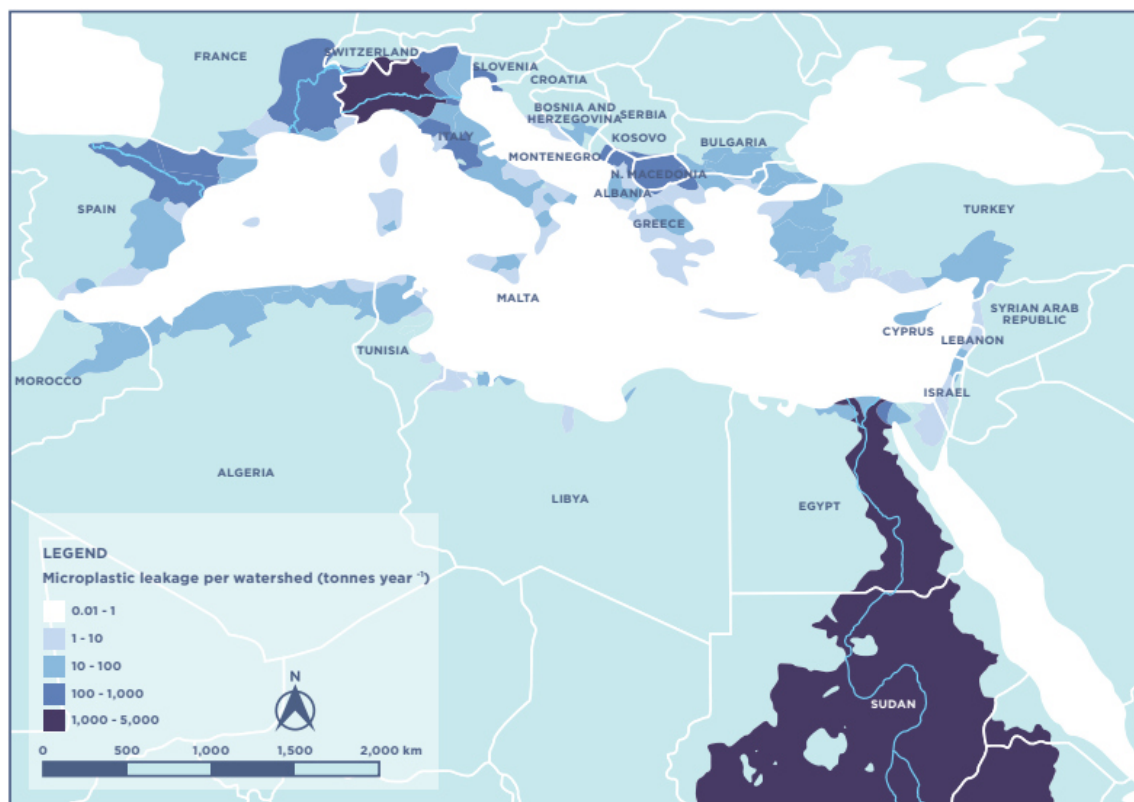 FRANCE
SWITZERLAND
SLOVENIA
CROATIA
BOSNIA AND
HERZEGOVINA
SERBIA
ITALY
KOSOVO
BULGARIA
MONTENEGRO
N. MACEDONIA
ALBANIA
SPAIN
GREECE
TURKEY
MALTA
CYPRUS
SYRIAN ARAB
REPUBLIC
LEBANON
TUNISIA
MOROCCO
ISRAEL
ALGERIA
LIBYA
EGYPT
SUDAN
LEGEND
Microplastic leakage per watershed (tonnes year ⁻¹)
0.01 - 1
1 - 10
10 - 100
100 - 1,000
1,000 - 5,000
N
0 500 1,000 1,500 2,000 km